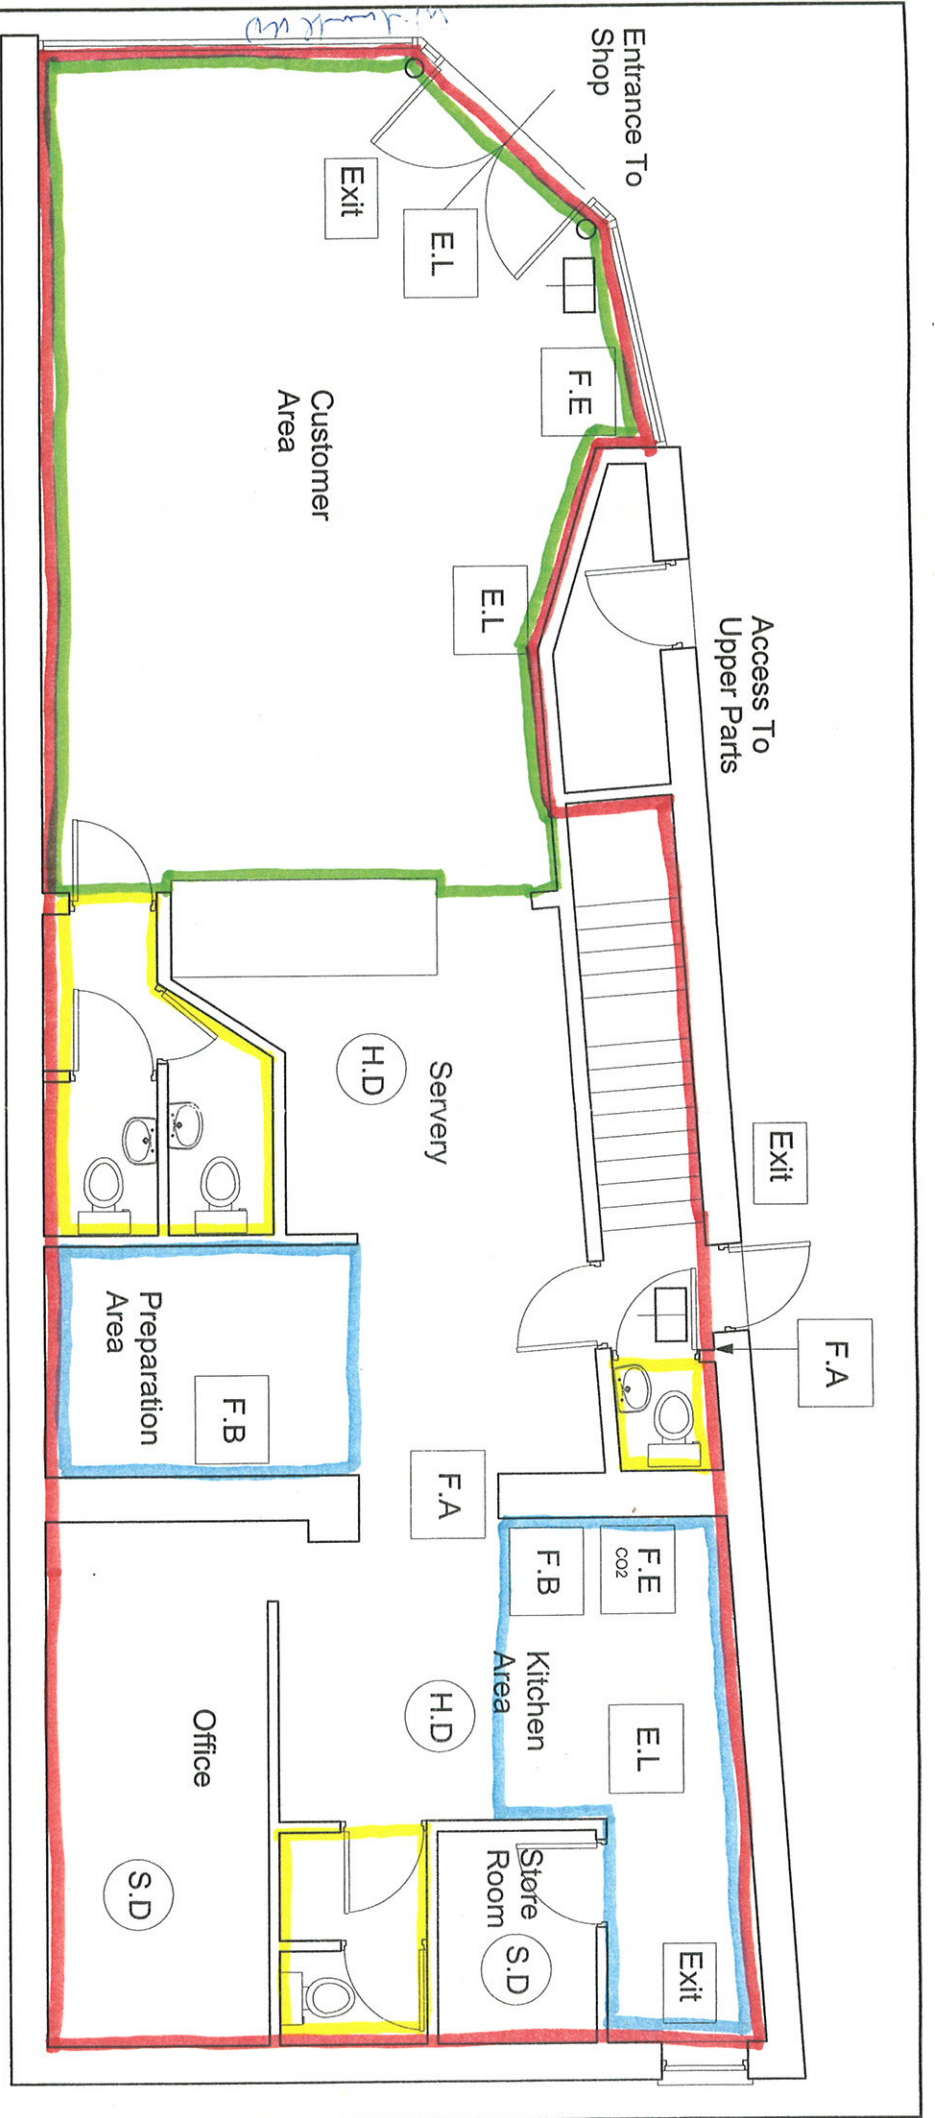 Entrance To
Shop
Exit
E.L
F.E
Customer
Area
E.L
Access To
Upper Parts
Servery
H.D
Exit
F.A
Preparation
Area
F.B
F.A
F.E
CO2
F.B
Kitchen
Area
E.L
H.D
Office
S.D
Store
Room
S.D
Exit